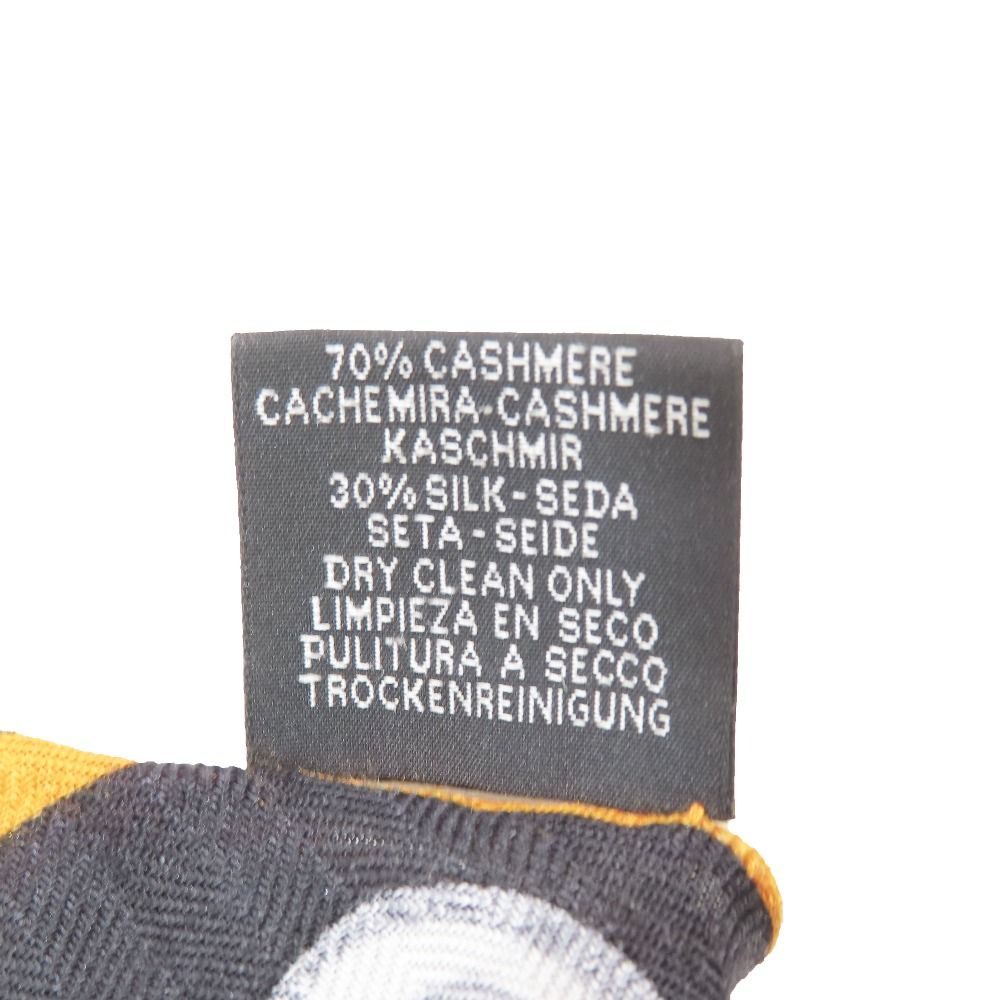 70% CASHMERE
CACHEMIRA-CASHMERE
KASCHMIR
30% SILK-SEDA
SETA-SEIDE
DRY CLEAN ONLY
LIMPIEZA EN SECO
PULITURA A SECCO
TROCKENREINIGUNG